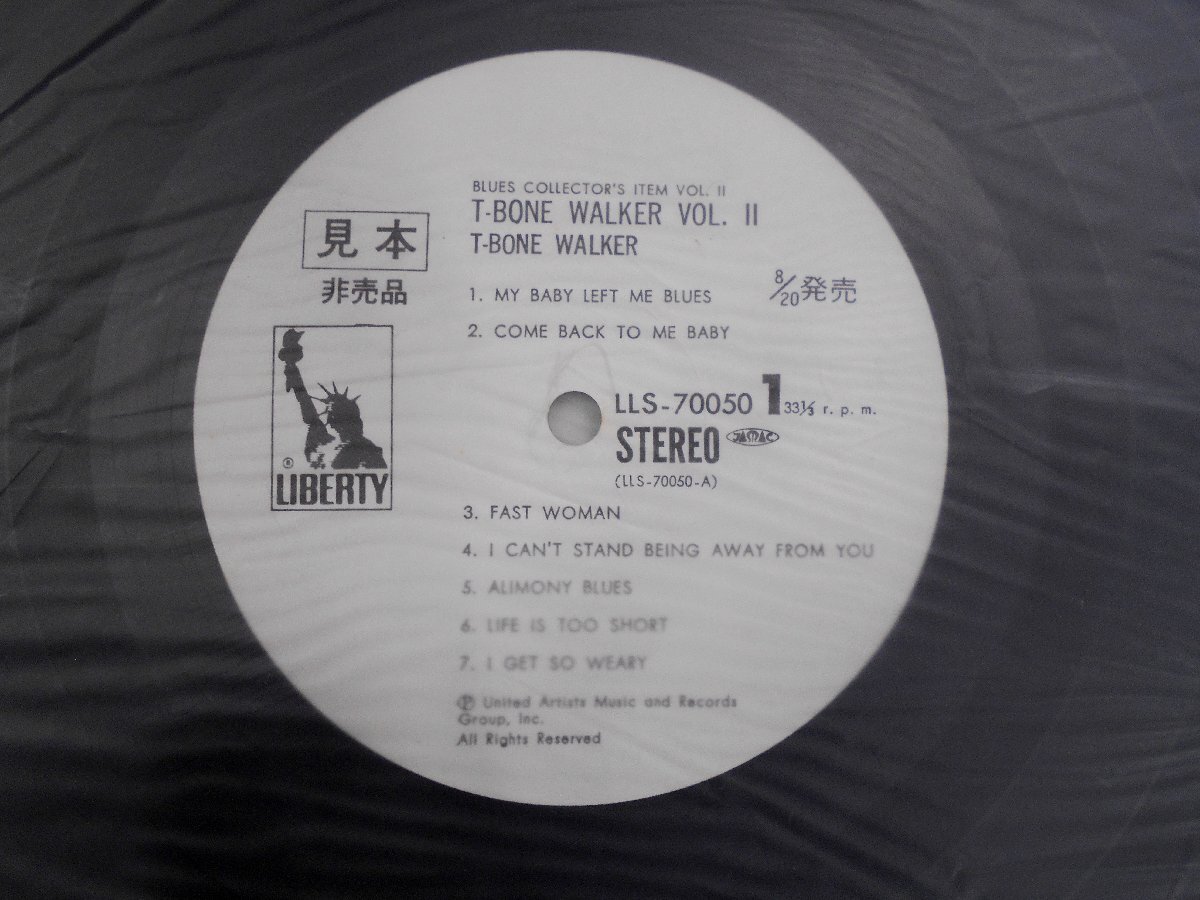 BLUES COLLECTOR'S ITEM VOL. II
T-BONE WALKER VOL. II
T-BONE WALKER
見本
非売品
8/20発売
1. MY BABY LEFT ME BLUES
2. COME BACK TO ME BABY
LLS-70050 1 33⅓ r. p. m.
STEREO JASRAC
(LLS-70050-A)
® LIBERTY
3. FAST WOMAN
4. I CAN'T STAND BEING AWAY FROM YOU
5. ALIMONY BLUES
6. LIFE IS TOO SHORT
7. I GET SO WEARY
℗ United Artists Music and Records
Group, Inc.
All Rights Reserved